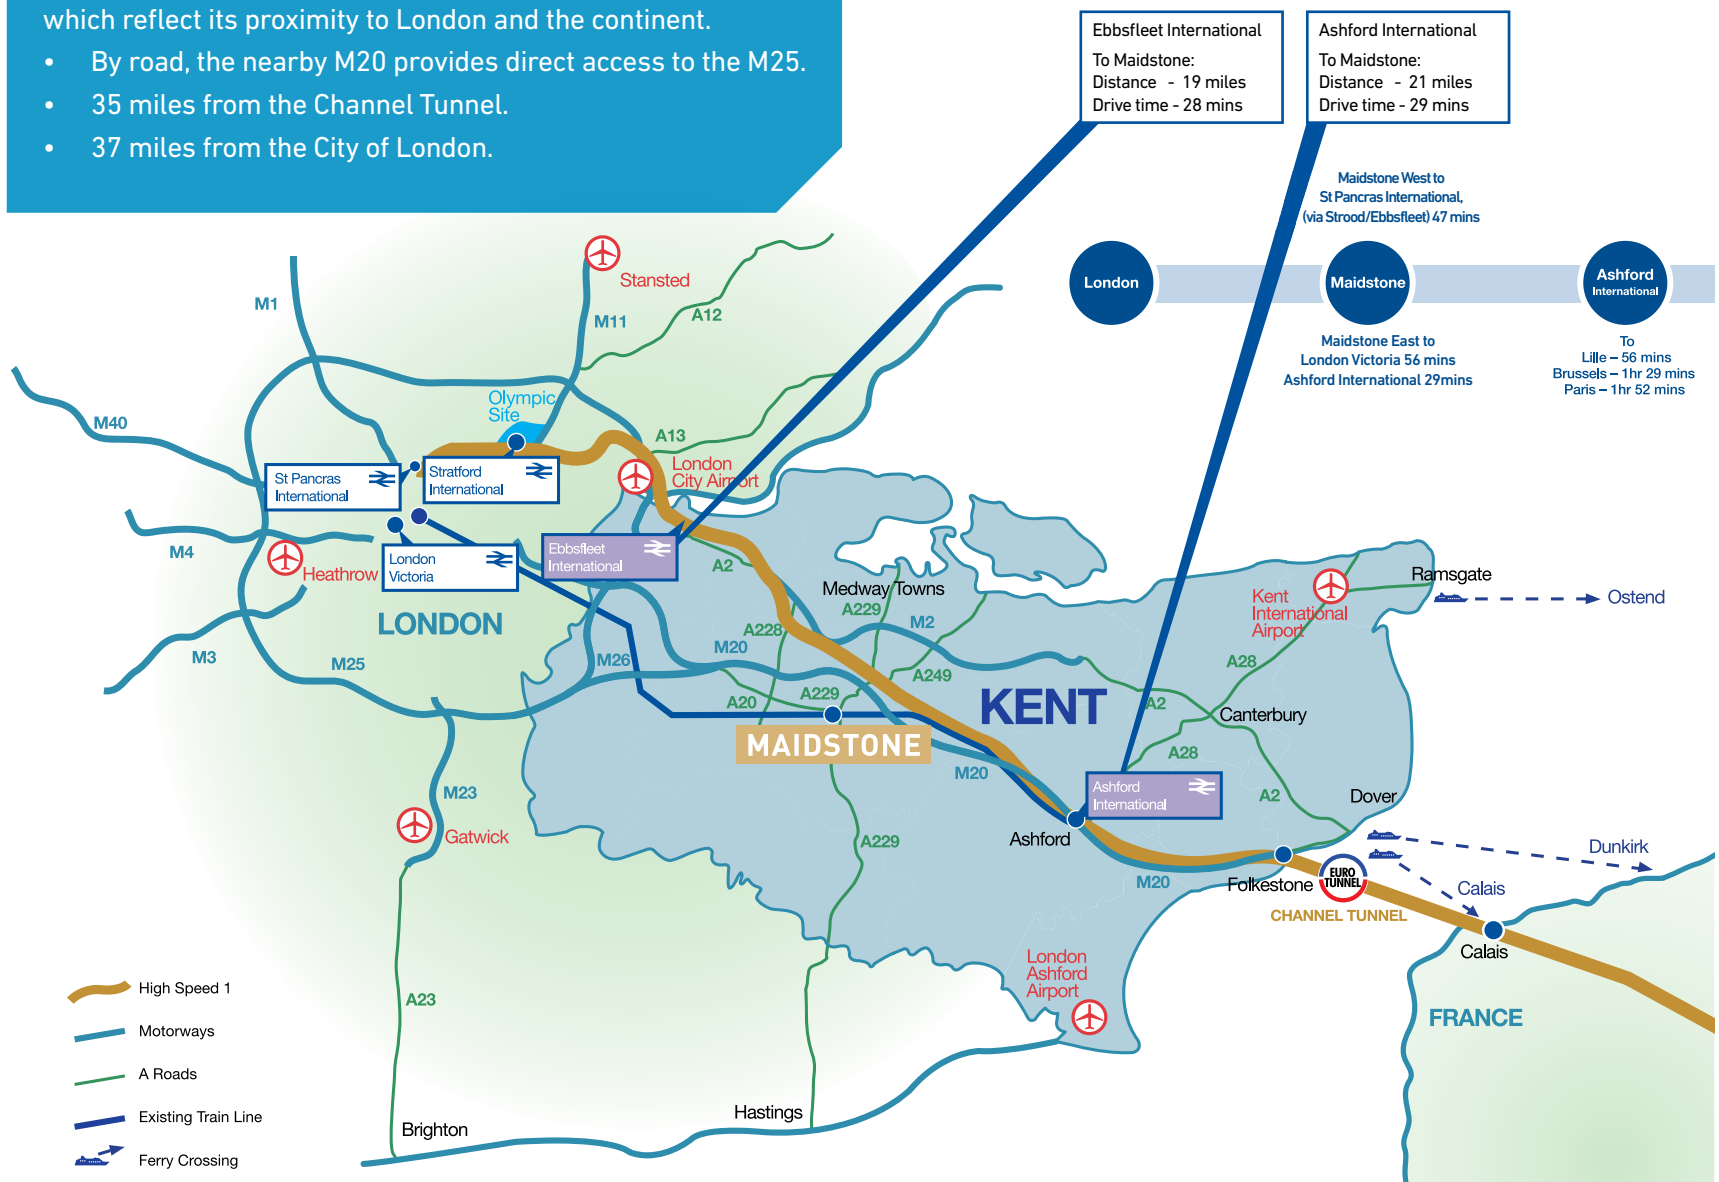 which reflect its proximity to London and the continent.
• By road, the nearby M20 provides direct access to the M25.
• 35 miles from the Channel Tunnel.
• 37 miles from the City of London.
Ebbsfleet International
To Maidstone:
Distance - 19 miles
Drive time - 28 mins
Ashford International
To Maidstone:
Distance - 21 miles
Drive time - 29 mins
Maidstone West to
St Pancras International,
(via Strood/Ebbsfleet) 47 mins
London
Maidstone
Ashford
International
Maidstone East to
London Victoria 56 mins
Ashford International 29mins
To
Lille – 56 mins
Brussels – 1hr 29 mins
Paris – 1hr 52 mins
Stansted
M1
M11
A12
Olympic
Site
M40
A13
London
City Airport
St Pancras
International
Stratford
International
M4
Heathrow
London
Victoria
Ebbsfleet
International
A2
Medway Towns
A229
Kent
International
Airport
Ramsgate
Ostend
LONDON
A228
M2
M3
M25
M26
M20
A249
A28
A20
A229
KENT
A2
Canterbury
MAIDSTONE
A28
M20
M23
Ashford
International
A2
Dover
Gatwick
A229
Ashford
Dunkirk
M20
Folkestone
EURO
TUNNEL
Calais
CHANNEL TUNNEL
Calais
London
Ashford
Airport
A23
FRANCE
High Speed 1
Motorways
A Roads
Existing Train Line
Ferry Crossing
Hastings
Brighton